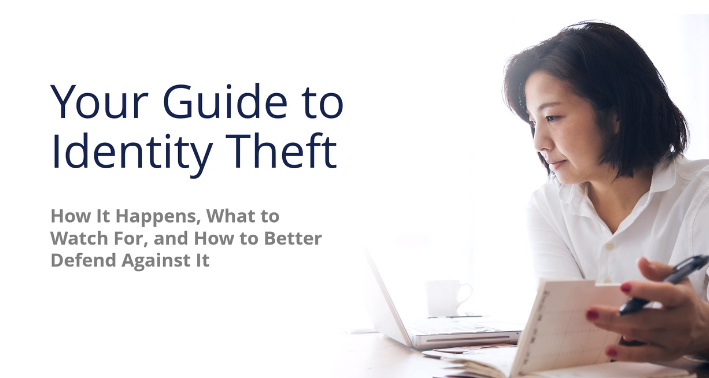 Your Guide to
Identity Theft
How It Happens, What to
Watch For, and How to Better
Defend Against It